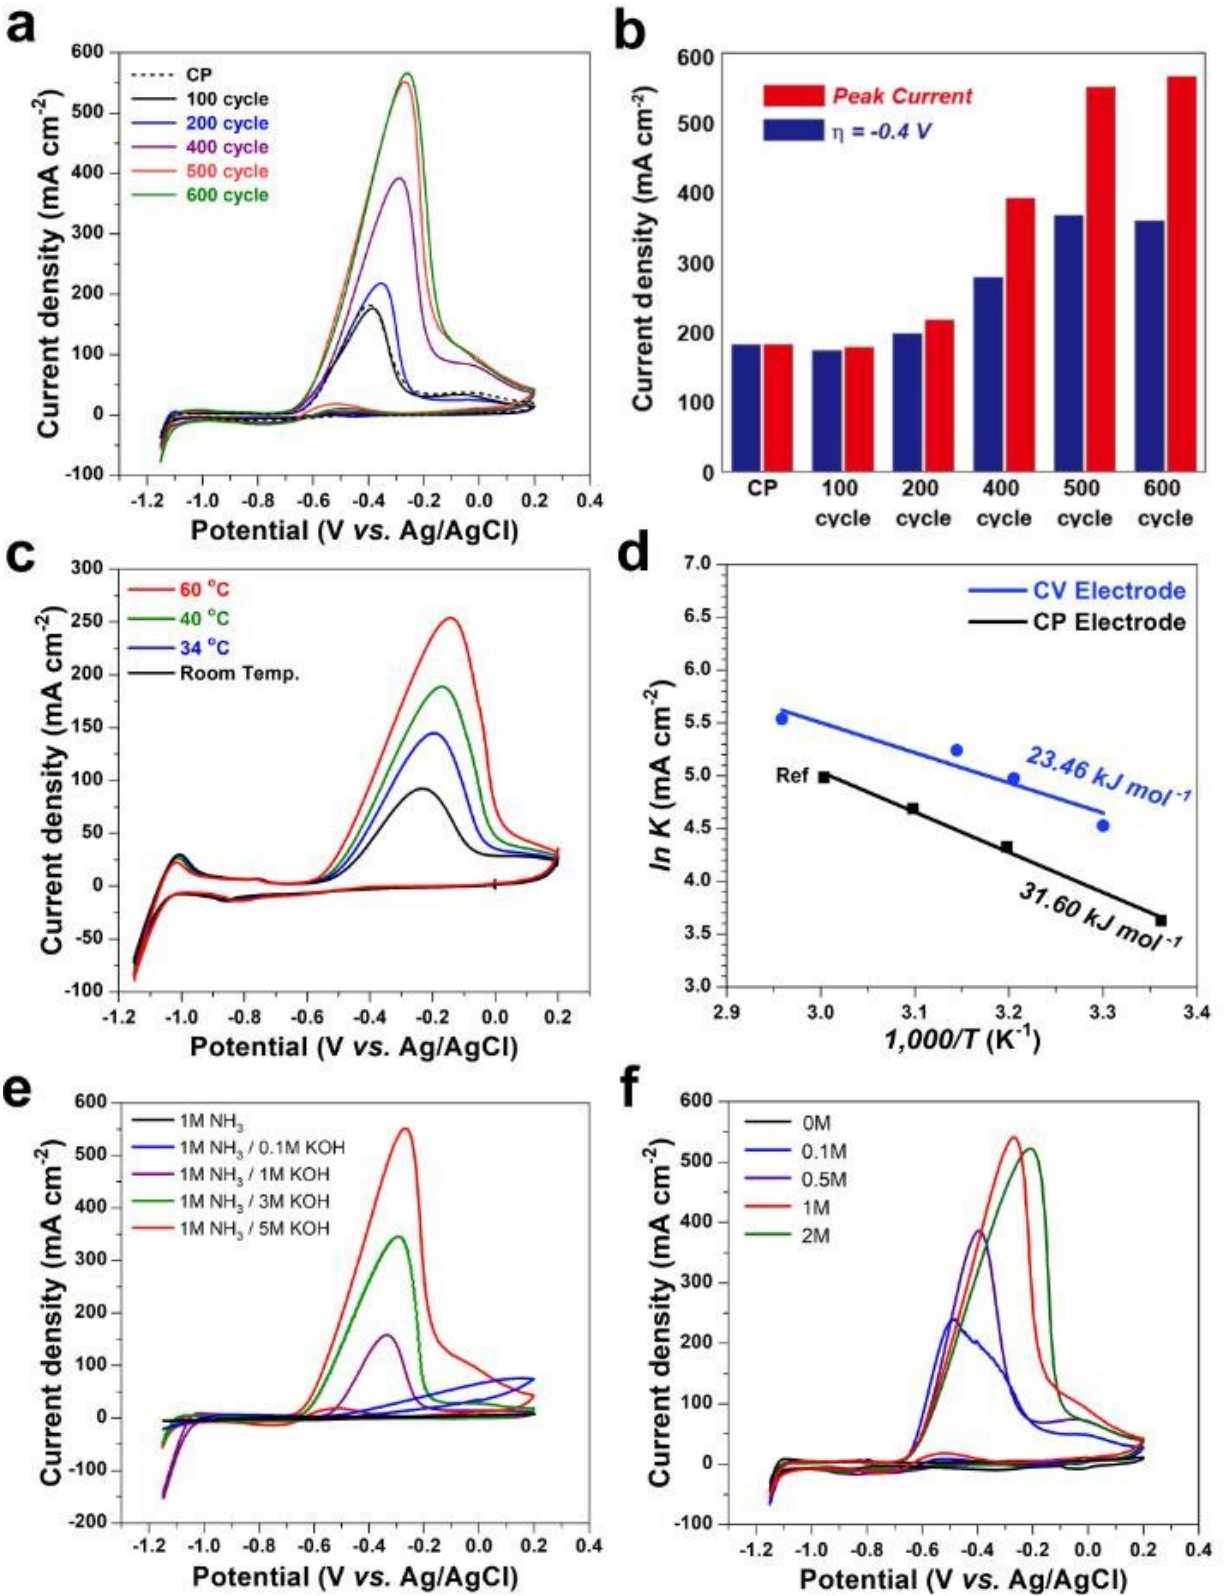 a
600
500
400
300
200
100
0
-100
Current density (mA cm-2)
CP
100 cycle
200 cycle
400 cycle
500 cycle
600 cycle
-1.2 -1.0 -0.8 -0.6 -0.4 -0.2 0.0 0.2 0.4
Potential (V vs. Ag/AgCl)
b
600
500
400
300
200
100
0
Current density (mA cm-2)
Peak Current
η = -0.4 V
CP 100 200 400 500 600
cycle cycle cycle cycle cycle
c
300
250
200
150
100
50
0
-50
-100
Current density (mA cm-2)
60 °C
40 °C
34 °C
Room Temp.
-1.2 -1.0 -0.8 -0.6 -0.4 -0.2 0.0 0.2
Potential (V vs. Ag/AgCl)
d
7.0
6.5
6.0
5.5
5.0
4.5
4.0
3.5
3.0
ln K (mA cm-2)
CV Electrode
CP Electrode
23.46 kJ mol-1
Ref
31.60 kJ mol-1
2.9 3.0 3.1 3.2 3.3 3.4
1,000/T (K-1)
e
600
500
400
300
200
100
0
-100
-200
Current density (mA cm-2)
1M NH3
1M NH3 / 0.1M KOH
1M NH3 / 1M KOH
1M NH3 / 3M KOH
1M NH3 / 5M KOH
-1.2 -1.0 -0.8 -0.6 -0.4 -0.2 0.0 0.2 0.4
Potential (V vs. Ag/AgCl)
f
600
500
400
300
200
100
0
-100
Current density (mA cm-2)
0M
0.1M
0.5M
1M
2M
-1.2 -1.0 -0.8 -0.6 -0.4 -0.2 0.0 0.2 0.4
Potential (V vs. Ag/AgCl)